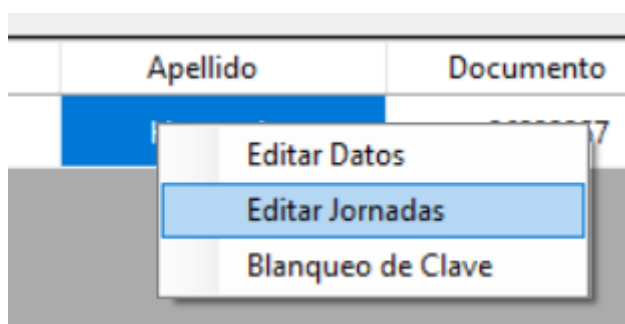 Apellido Documento
Editar Datos
Editar Jornadas
Blanqueo de Clave